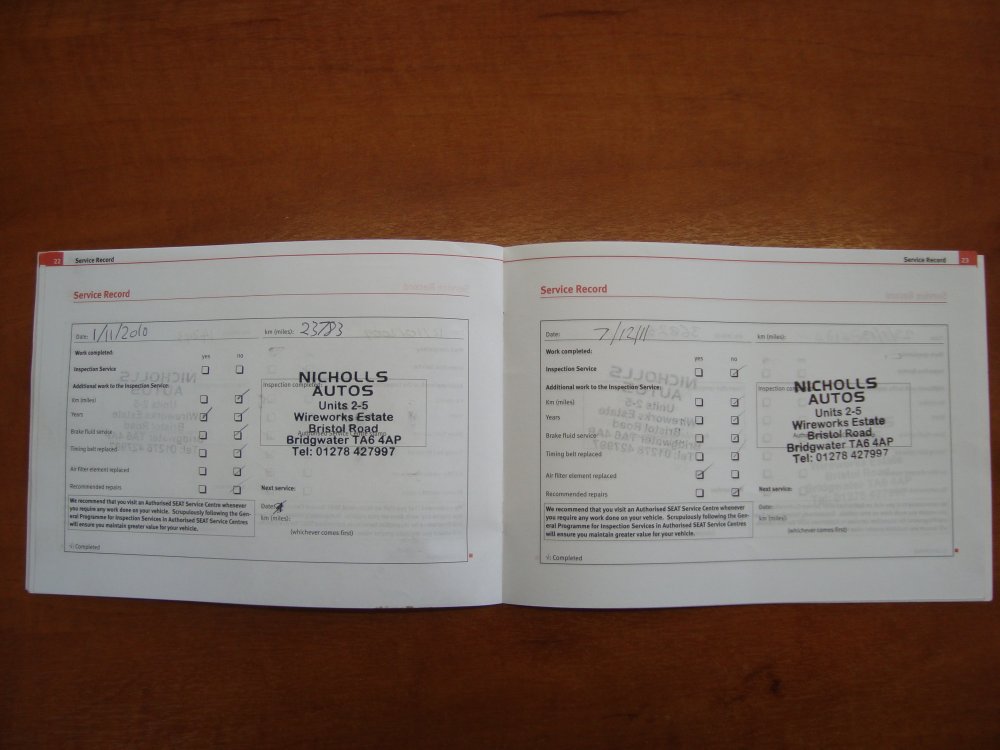 22 Service Record
Service Record
Date: 1/11/2010 km (miles): 23783
Work completed:
yes no
Inspection Service
Additional work to the Inspection Service:
Km (miles)
Years
Brake fluid service
Timing belt replaced
Air filter element replaced
Recommended repairs
We recommend that you visit an Authorised SEAT Service Centre whenever
you require any work done on your vehicle. Scrupulously following the Gen-
eral Programme for Inspection Services in Authorised SEAT Service Centres
will ensure you maintain greater value for your vehicle.
√: Completed
Inspection completed
NICHOLLS
AUTOS
Units 2-5
Wireworks Estate
Bristol Road
Bridgwater TA6 4AP
Tel: 01278 427997
Next service:
Date:
km (miles):
(whichever comes first)
Service Record 23
Service Record
Date: 7/12/11 km (miles):
Work completed:
yes no
Inspection Service
Additional work to the Inspection Service:
Km (miles)
Years
Brake fluid service
Timing belt replaced
Air filter element replaced
Recommended repairs
We recommend that you visit an Authorised SEAT Service Centre whenever
you require any work done on your vehicle. Scrupulously following the Gen-
eral Programme for Inspection Services in Authorised SEAT Service Centres
will ensure you maintain greater value for your vehicle.
√: Completed
Inspection
NICHOLLS
AUTOS
Units 2-5
Wireworks Estate
Bristol Road
Bridgwater TA6 4AP
Tel: 01278 427997
Next service:
Date:
km (miles):
(whichever comes first)